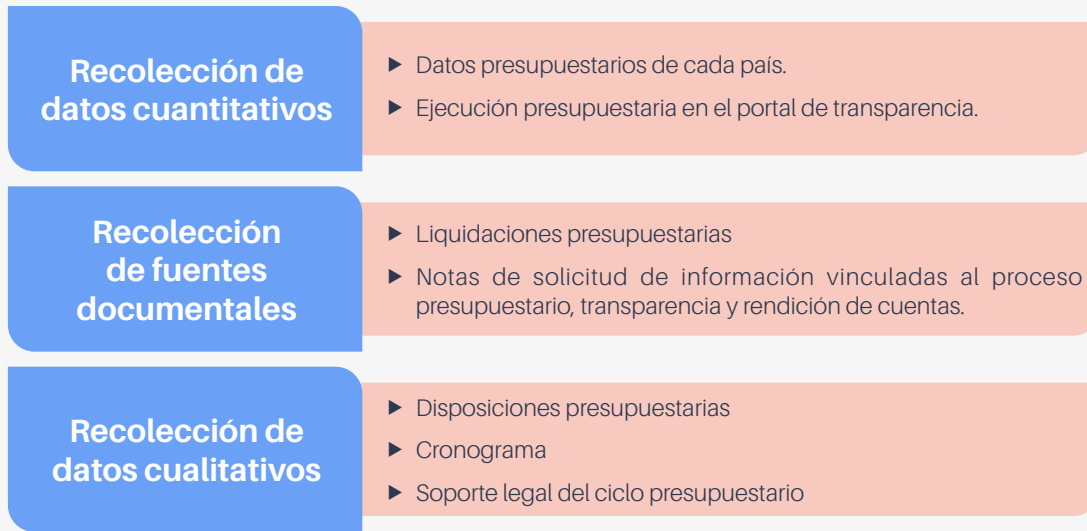 Recolección de
datos cuantitativos
▶ Datos presupuestarios de cada país.
▶ Ejecución presupuestaria en el portal de transparencia.
Recolección
de fuentes
documentales
▶ Liquidaciones presupuestarias
▶ Notas de solicitud de información vinculadas al proceso
presupuestario, transparencia y rendición de cuentas.
Recolección de
datos cualitativos
▶ Disposiciones presupuestarias
▶ Cronograma
▶ Soporte legal del ciclo presupuestario